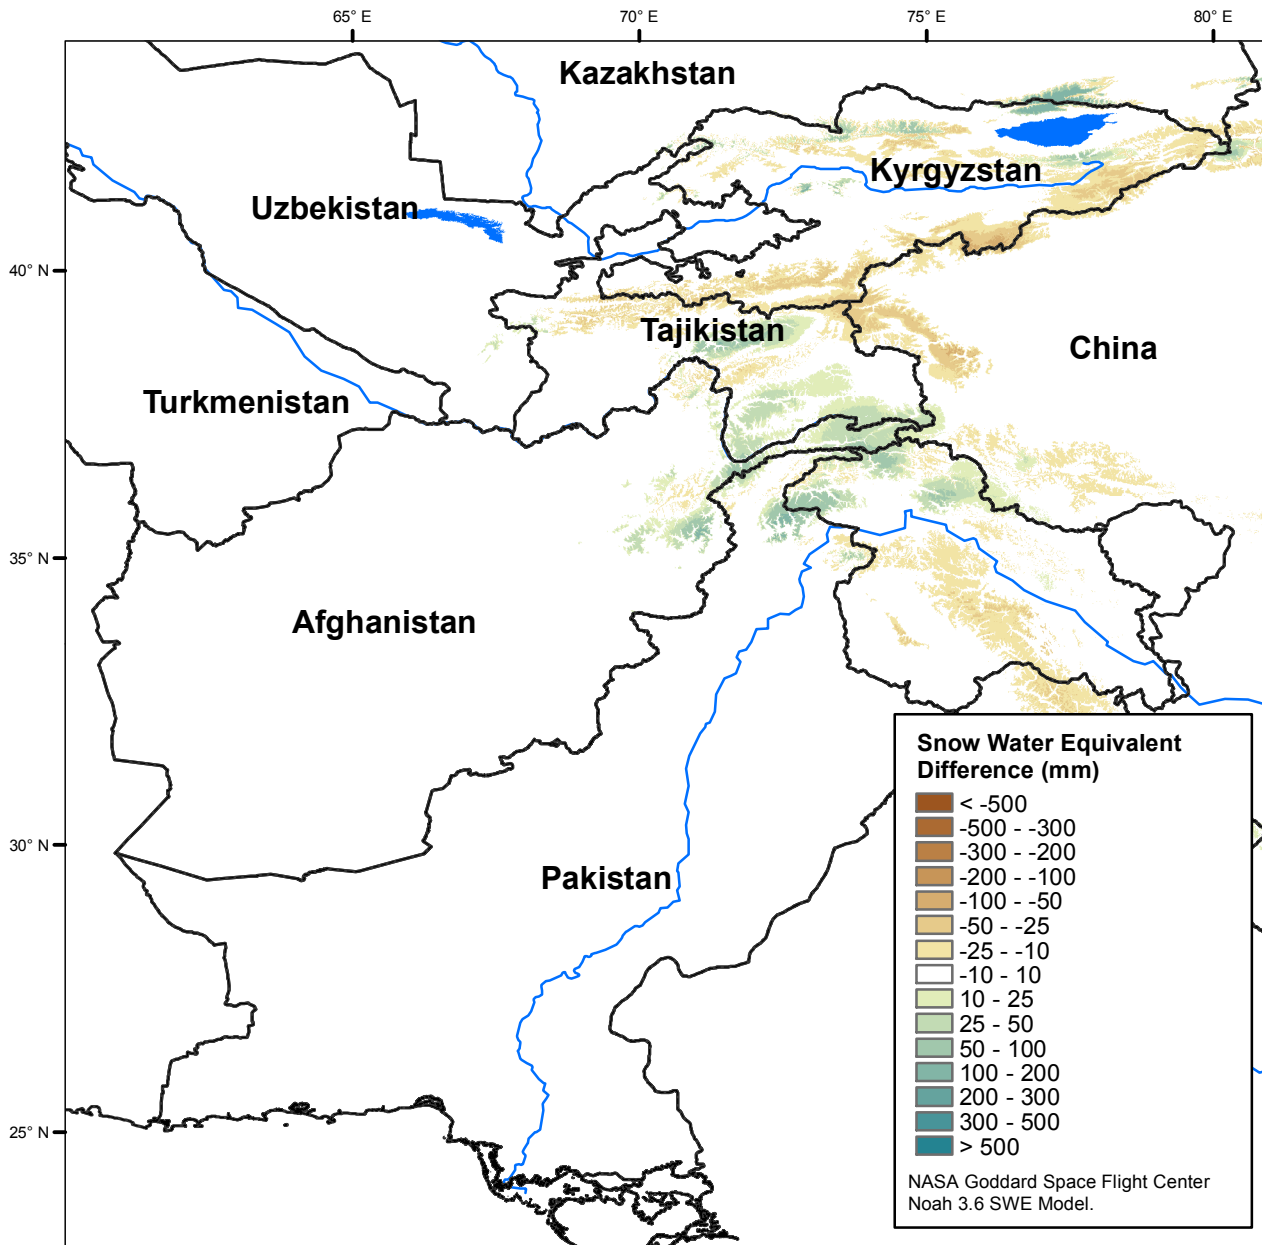 65° E
70° E
75° E
80° E
Kazakhstan
Kyrgyzstan
Uzbekistan
40° N
Tajikistan
China
Turkmenistan
35° N
Afghanistan
30° N
Pakistan
25° N
Snow Water Equivalent
Difference (mm)
< -500
-500 - -300
-300 - -200
-200 - -100
-100 - -50
-50 - -25
-25 - -10
-10 - 10
10 - 25
25 - 50
50 - 100
100 - 200
200 - 300
300 - 500
> 500
NASA Goddard Space Flight Center
Noah 3.6 SWE Model.